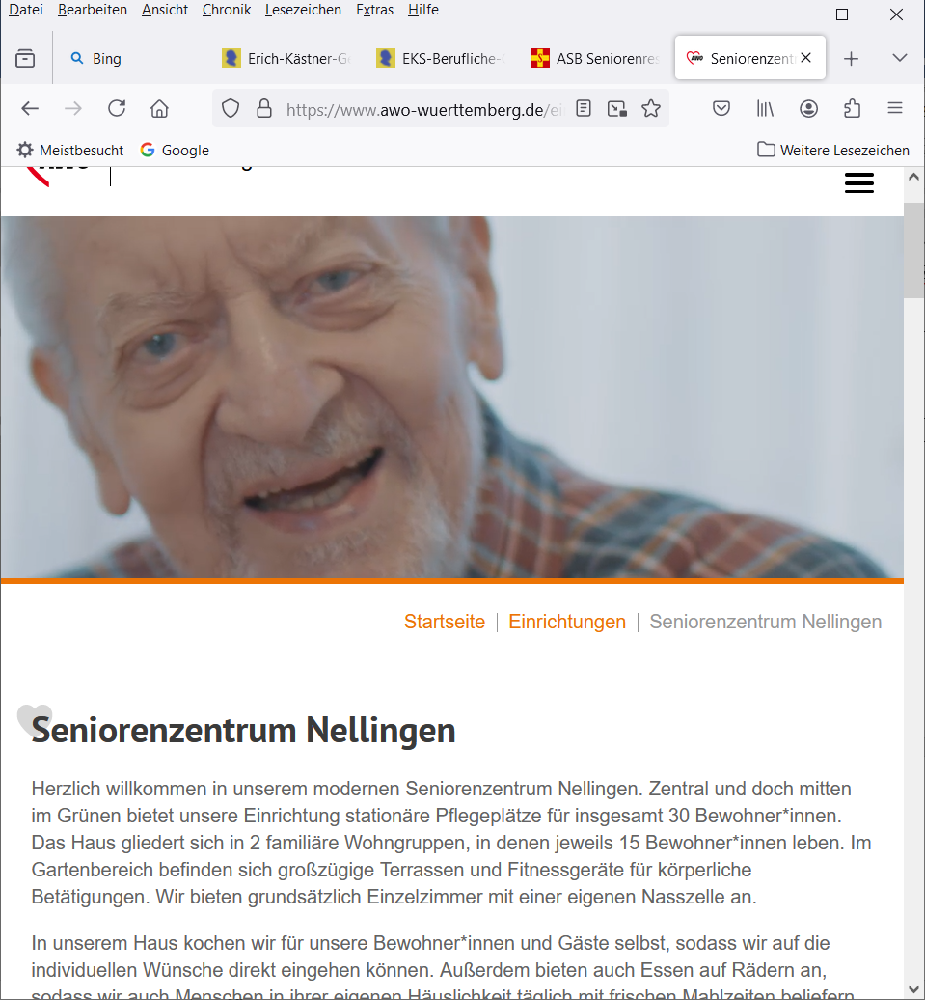 Datei Bearbeiten Ansicht Chronik Lesezeichen Extras Hilfe
Bing Erich-Kästner-G EKS-Berufliche- ASB Seniorenres Seniorenzent
https://www.awo-wuerttemberg.de/ei
Meistbesucht Google Weitere Lesezeichen
Startseite | Einrichtungen | Seniorenzentrum Nellingen
Seniorenzentrum Nellingen
Herzlich willkommen in unserem modernen Seniorenzentrum Nellingen. Zentral und doch mitten
im Grünen bietet unsere Einrichtung stationäre Pflegeplätze für insgesamt 30 Bewohner*innen.
Das Haus gliedert sich in 2 familiäre Wohngruppen, in denen jeweils 15 Bewohner*innen leben. Im
Gartenbereich befinden sich großzügige Terrassen und Fitnessgeräte für körperliche
Betätigungen. Wir bieten grundsätzlich Einzelzimmer mit einer eigenen Nasszelle an.
In unserem Haus kochen wir für unsere Bewohner*innen und Gäste selbst, sodass wir auf die
individuellen Wünsche direkt eingehen können. Außerdem bieten auch Essen auf Rädern an,
sodass wir auch Menschen in ihrer eigenen Häuslichkeit täglich mit frischen Mahlzeiten beliefern